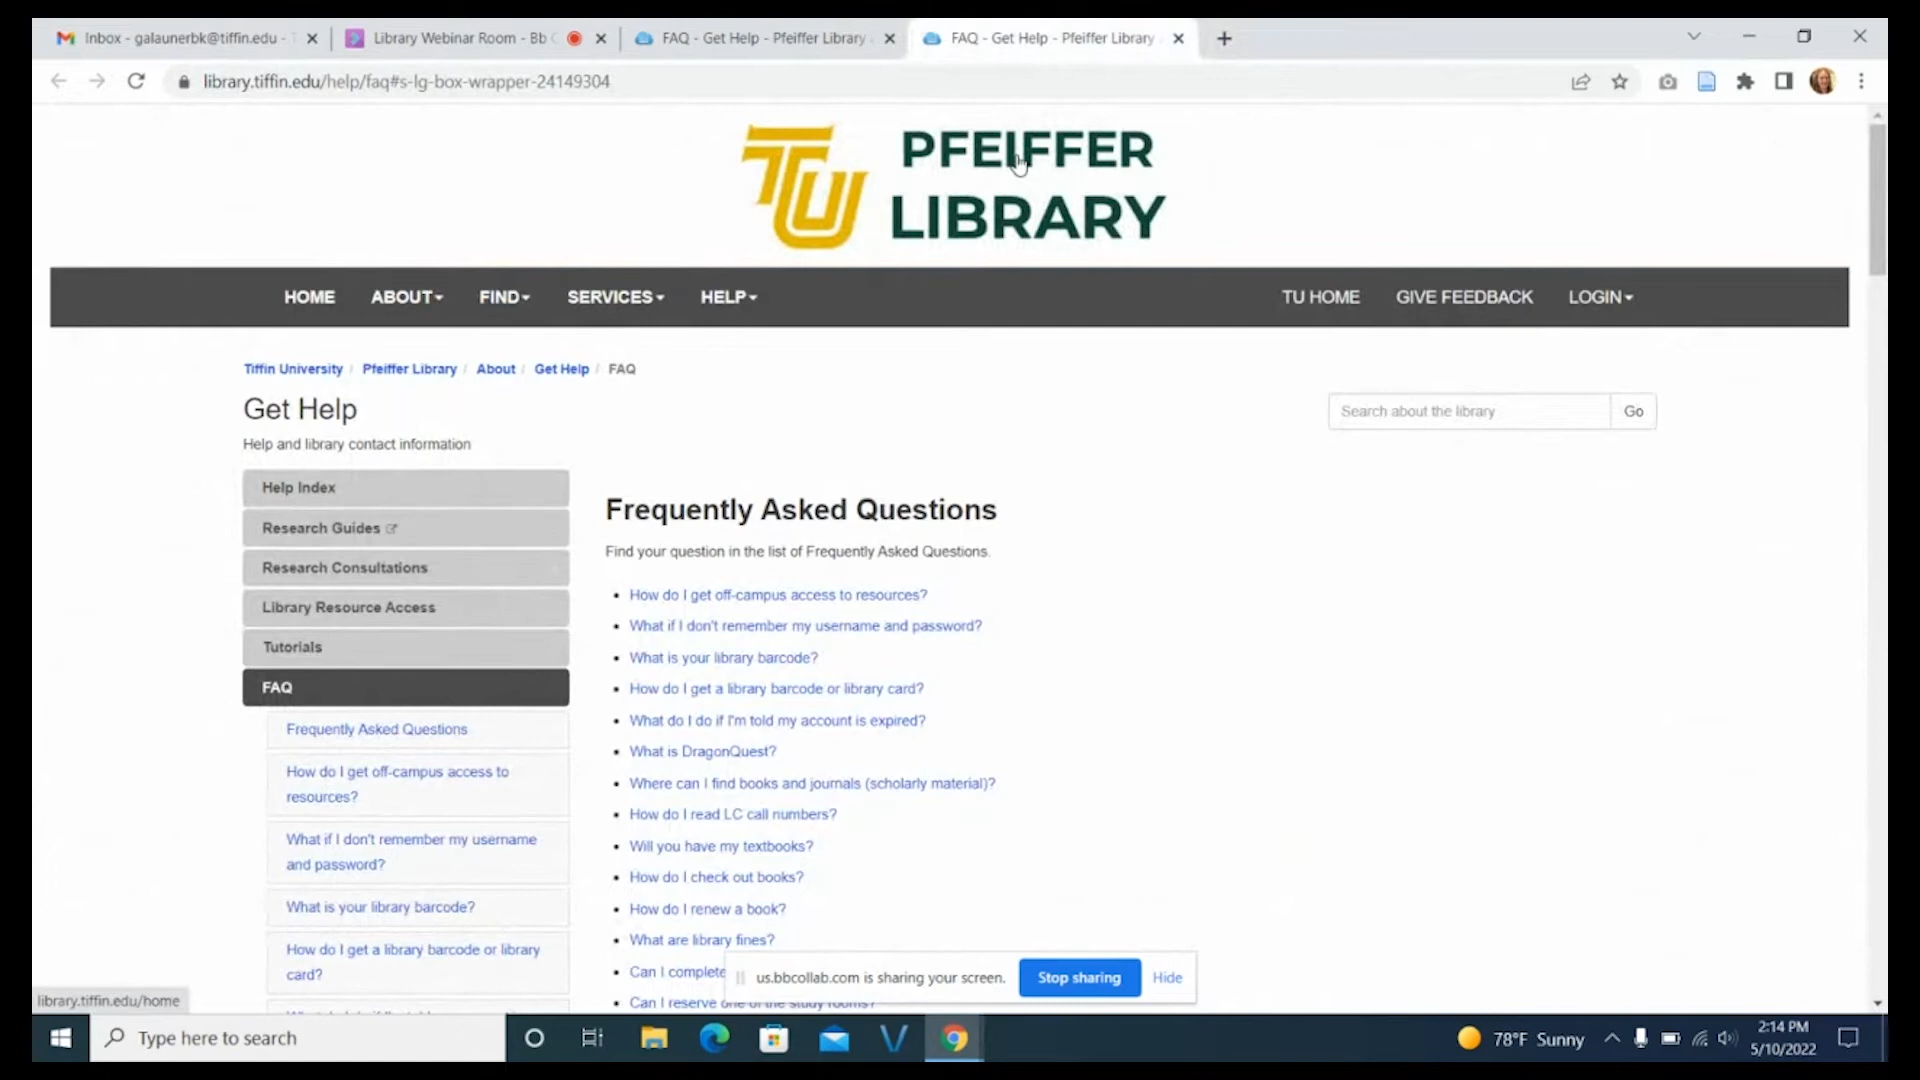 Inbox - galaunerbk@tiffin.edu -
Library Webinar Room - Bb
FAQ - Get Help - Pfeiffer Library
FAQ - Get Help - Pfeiffer Library
library.tiffin.edu/help/faq#s-lg-box-wrapper-24149304
TU
PFEIFFER
LIBRARY
HOME ABOUT FIND SERVICES HELP TU HOME GIVE FEEDBACK LOGIN
Tiffin University / Pfeiffer Library / About / Get Help / FAQ
Get Help
Search about the library Go
Help and library contact information
Help Index
Research Guides
Research Consultations
Library Resource Access
Tutorials
FAQ
Frequently Asked Questions
How do I get off-campus access to
resources?
What if I don't remember my username
and password?
What is your library barcode?
How do I get a library barcode or library
card?
Frequently Asked Questions
Find your question in the list of Frequently Asked Questions.
How do I get off-campus access to resources?
What if I don't remember my username and password?
What is your library barcode?
How do I get a library barcode or library card?
What do I do if I'm told my account is expired?
What is DragonQuest?
Where can I find books and journals (scholarly material)?
How do I read LC call numbers?
Will you have my textbooks?
How do I check out books?
How do I renew a book?
What are library fines?
Can I complete
Can I reserve one of the study rooms?
us.bbcollab.com is sharing your screen. Stop sharing Hide
library.tiffin.edu/home
Type here to search
78°F Sunny
2:14 PM
5/10/2022